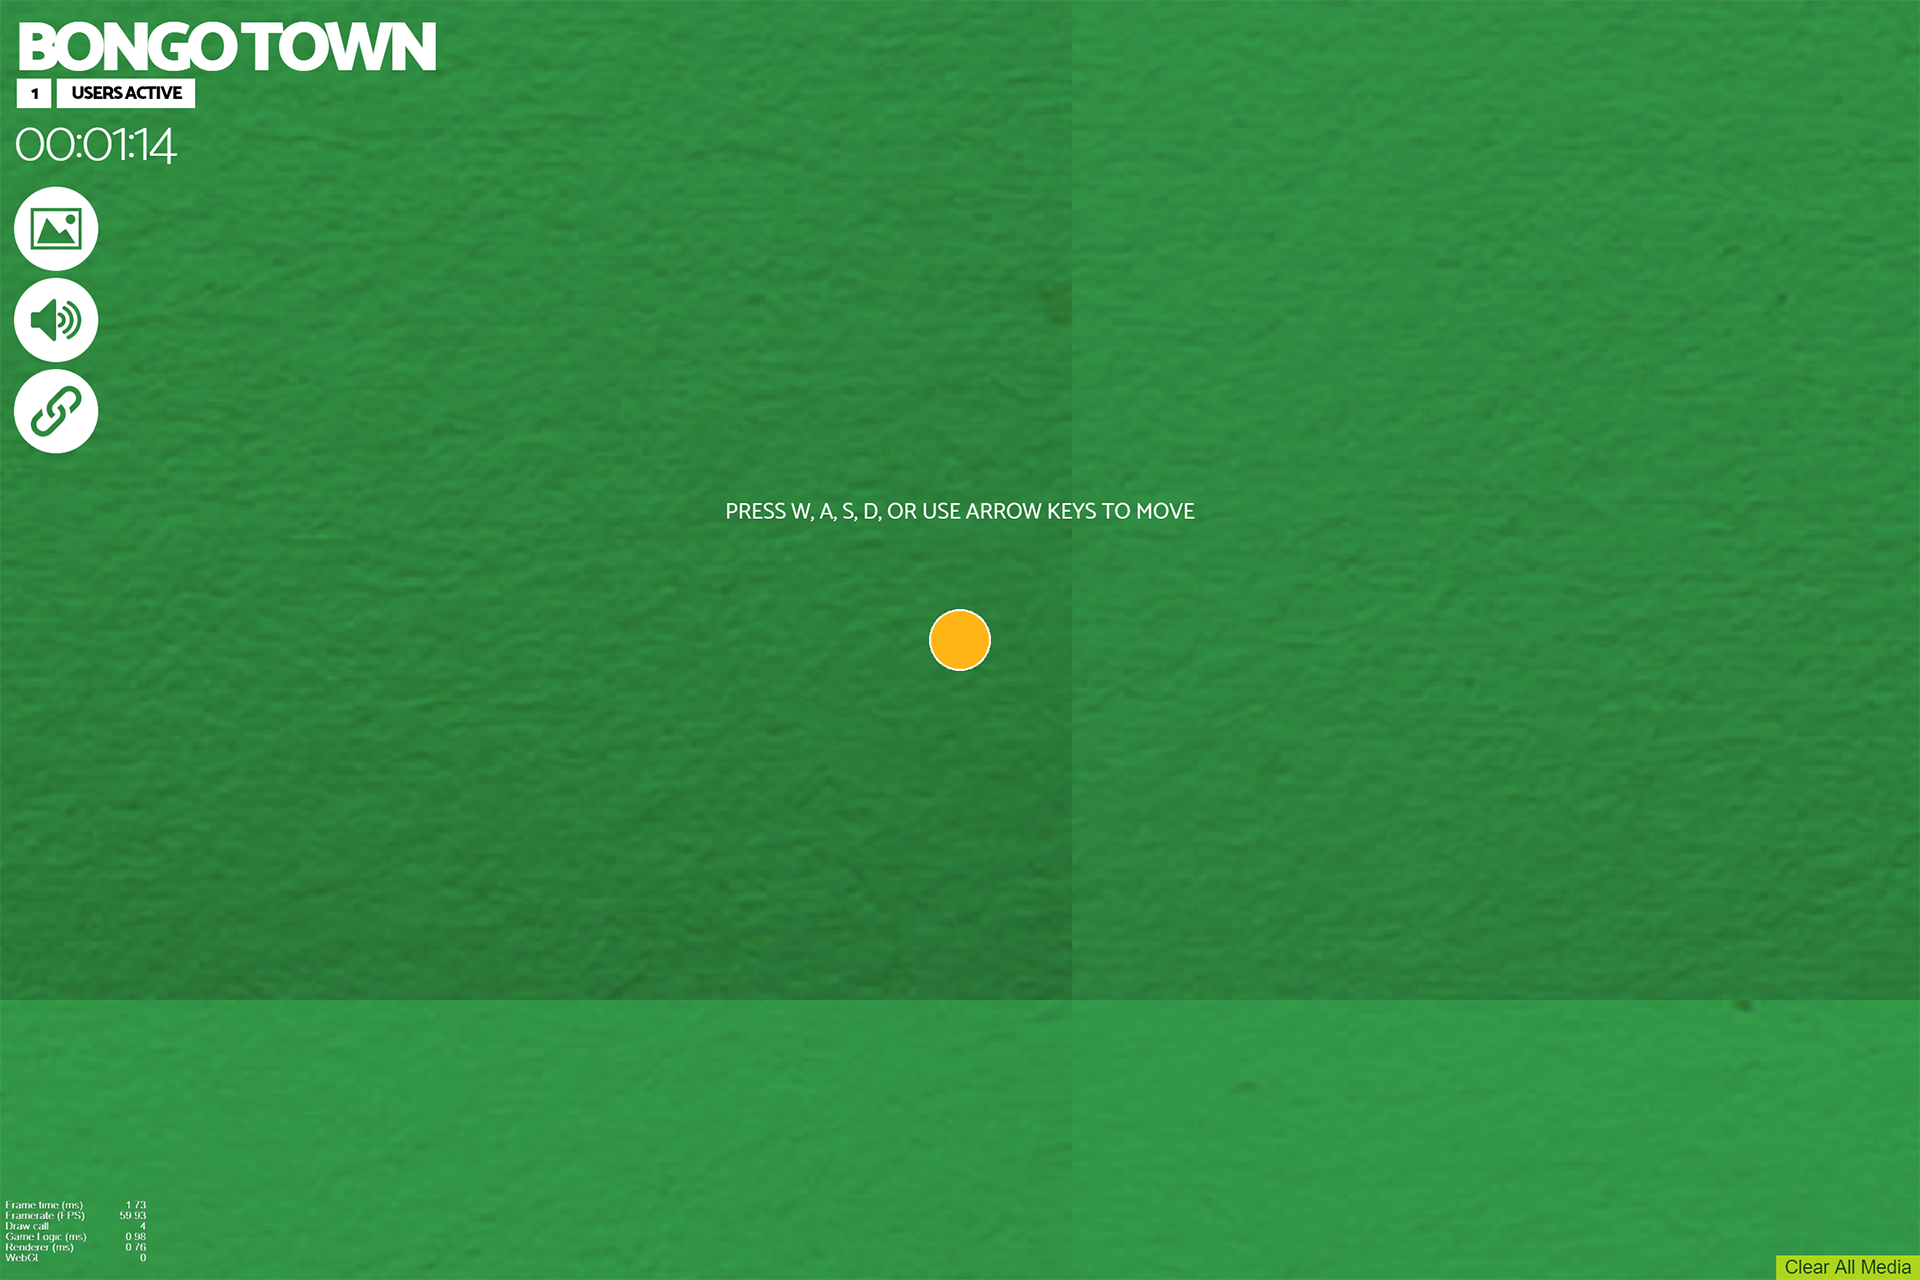 BONGO TOWN
1 USERS ACTIVE
00:01:14
PRESS W, A, S, D, OR USE ARROW KEYS TO MOVE
Frame time (ms) 1.73
Framerate (FPS) 59.93
Draw call 4
Game Logic (ms) 0.98
Renderer (ms) 0.76
WebGL 0
Clear All Media